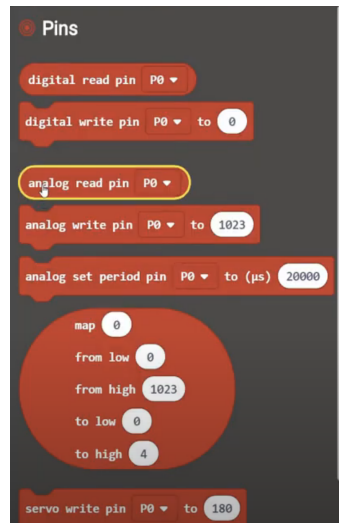 Pins
digital read pin P0
digital write pin P0 to 0
analog read pin P0
analog write pin P0 to 1023
analog set period pin P0 to (µs) 20000
map 0
from low 0
from high 1023
to low 0
to high 4
servo write pin P0 to 180